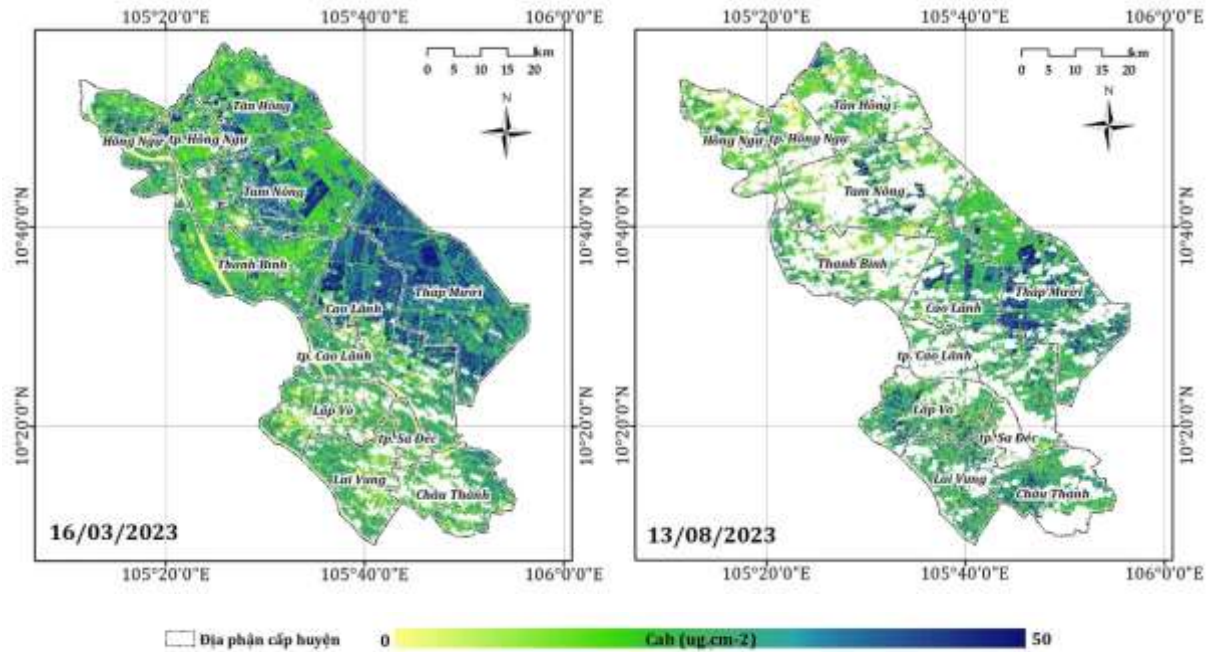 105°20'0"E 105°40'0"E 106°0'0"E 105°20'0"E 105°40'0"E 106°0'0"E
km km
0 5 10 15 20 0 5 10 15 20
N N
Tân Hồng Tân Hồng
Hồng Ngự tp. Hồng Ngự Hồng Ngự tp. Hồng Ngự
Tam Nông Tam Nông
10°40'0"N 10°40'0"N 10°40'0"N
Thanh Bình Thanh Bình
Tháp Mười Tháp Mười
Cao Lãnh Cao Lãnh
tp. Cao Lãnh tp. Cao Lãnh
Lấp Vò Lấp Vò
10°20'0"N 10°20'0"N 10°20'0"N
tp. Sa Đéc tp. Sa Đéc
Lai Vung Lai Vung
Châu Thành Châu Thành
16/03/2023 13/08/2023
105°20'0"E 105°40'0"E 106°0'0"E 105°20'0"E 105°40'0"E 106°0'0"E
Địa phận cấp huyện 0 Cab (ug.cm-2) 50